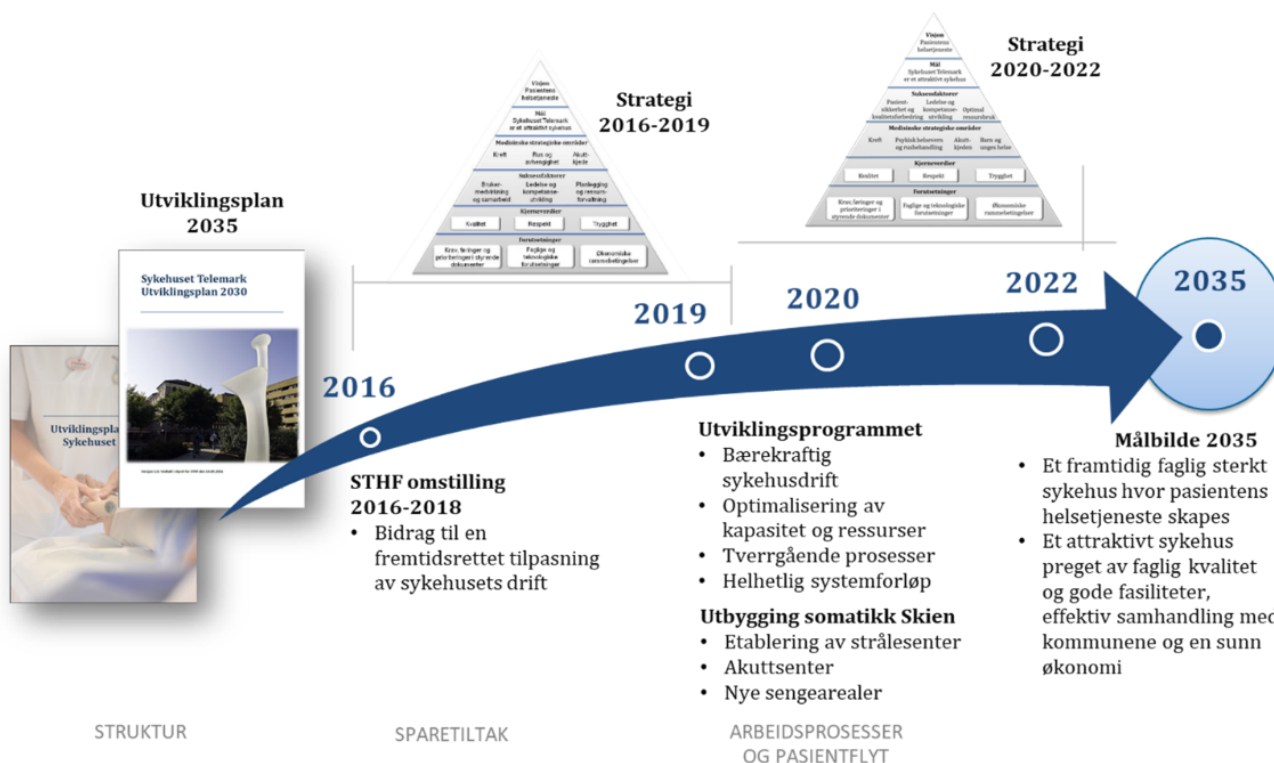 Utviklingsplan
2035
Sykehuset Telemark
Utviklingsplan 2030
Utviklingspla
Sykehuset
Visjon
Pasientens
helsetjeneste
Mål
Sykehuset Telemark
er et attraktivt sykehus
Medisinske strategiske områder
Kreft
Rus og
avhengighet
Akutt-
kjede
Suksessfaktorer
Bruker-
medvirkning
og samarbeid
Ledelse og
kompetanse-
utvikling
Planlegging
og ressurs-
forvaltning
Kjerneverdier
Kvalitet
Respekt
Trygghet
Forutsetninger
Krav, føringer og
prioriteringer i styrende
dokumenter
Faglige og
teknologiske
forutsetninger
Økonomiske
rammebetingelser
Strategi
2016-2019
Visjon
Pasientens
helsetjeneste
Mål
Sykehuset Telemark
er et attraktivt sykehus
Suksessfaktorer
Pasient-
sikkerhet og
kvalitetsforbedring
Ledelse og
kompetanse-
utvikling
Optimal
ressursbruk
Medisinske strategiske områder
Kreft
Psykisk helsevern
og rusbehandling
Akutt-
kjeden
Barn og
unges helse
Kjerneverdier
Kvalitet
Respekt
Trygghet
Forutsetninger
Krav, føringer og
prioriteringer i
styrende dokumenter
Faglige og teknologiske
forutsetninger
Økonomiske
rammebetingelser
Strategi
2020-2022
2016
2019
2020
2022
2035
STHF omstilling
2016-2018
• Bidrag til en
fremtidsrettet tilpasning
av sykehusets drift
Utviklingsprogrammet
• Bærekraftig
sykehusdrift
• Optimalisering av
kapasitet og ressurser
• Tverrgående prosesser
• Helhetlig systemforløp
Utbygging somatikk Skien
• Etablering av strålesenter
• Akuttsenter
• Nye sengearealer
Målbilde 2035
• Et framtidig faglig sterkt
sykehus hvor pasientens
helsetjeneste skapes
• Et attraktivt sykehus
preget av faglig kvalitet
og gode fasiliteter,
effektiv samhandling med
kommunene og en sunn
økonomi
STRUKTUR
SPARETILTAK
ARBEIDSPROSESSER
OG PASIENTFLYT